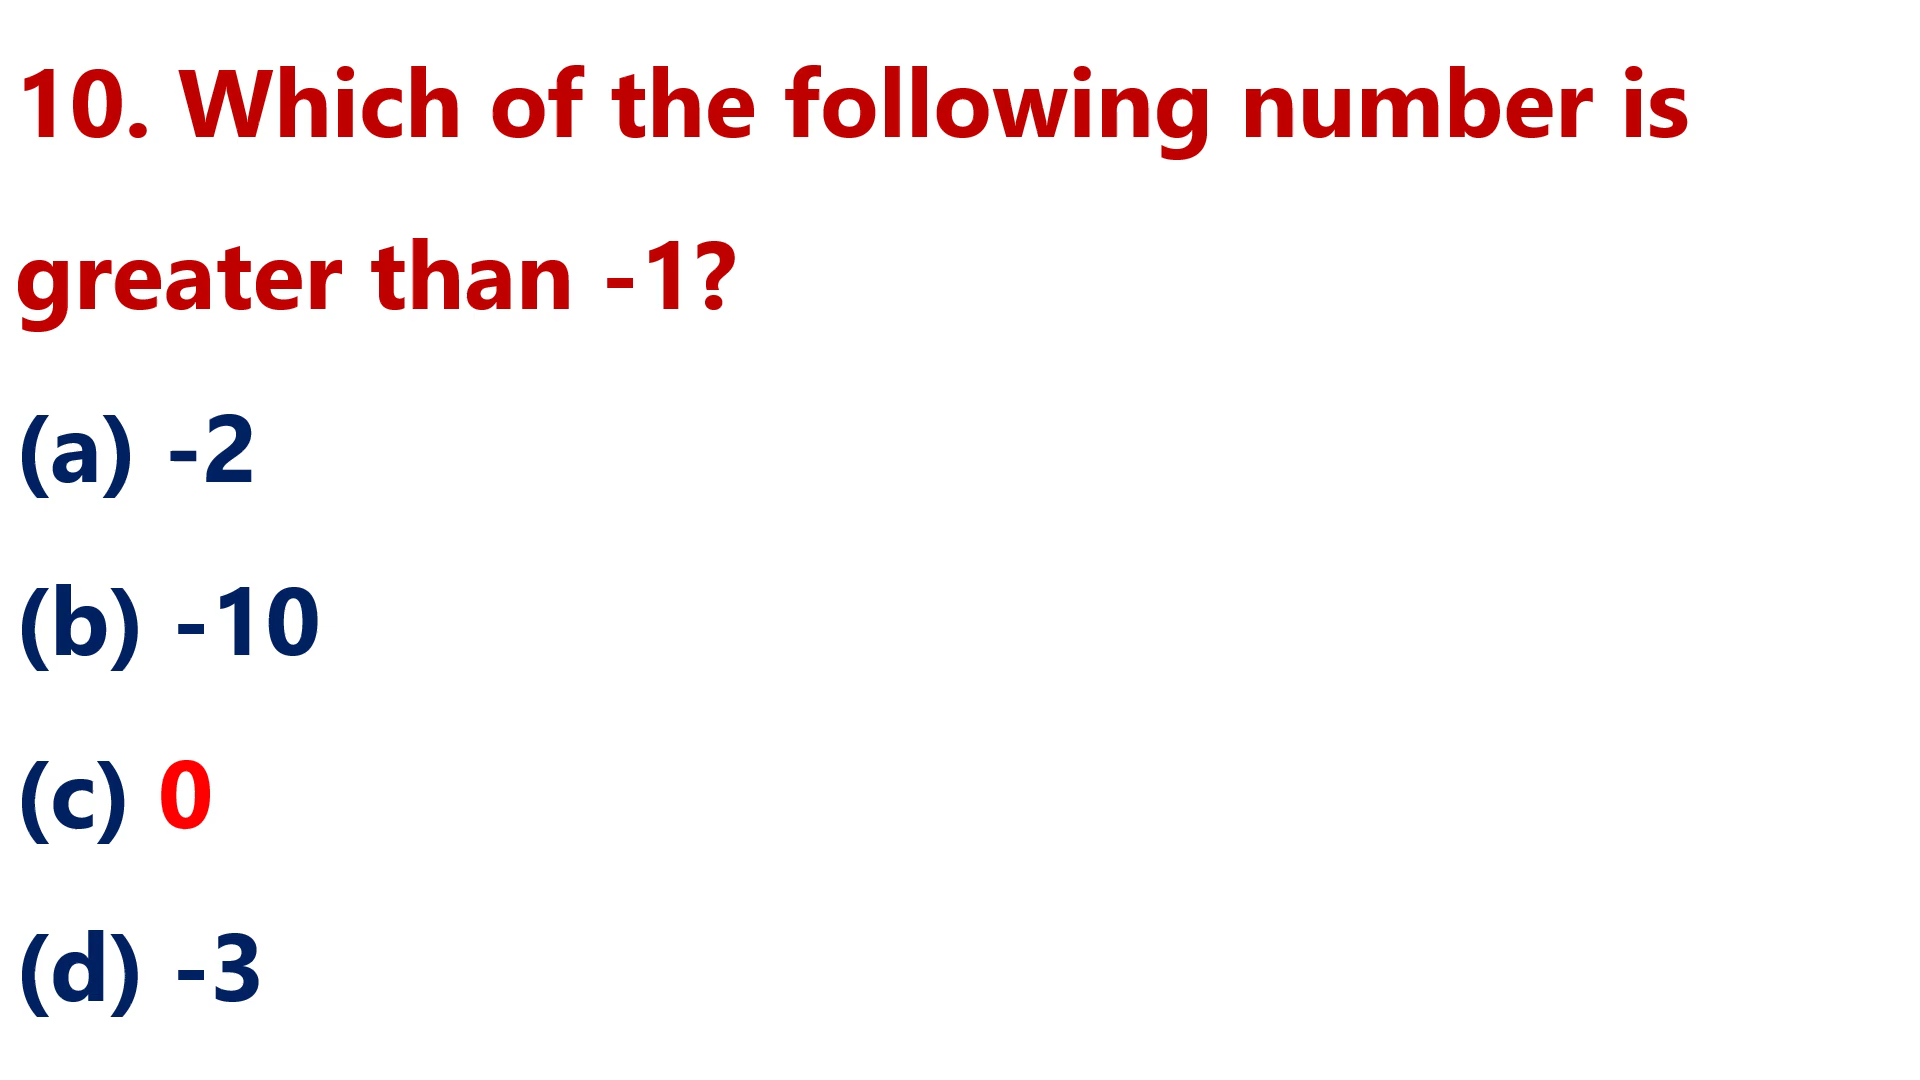 10. Which of the following number is
greater than -1?
(a) -2
(b) -10
(c) 0
(d) -3